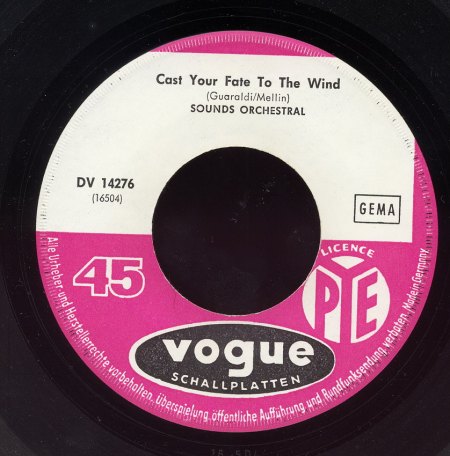 Cast Your Fate To The Wind
(Guaraldi/Mellin)
SOUNDS ORCHESTRAL
DV 14276
(16504)
GEMA
45
LICENCE
PYE
vogue
SCHALLPLATTEN
Alle Urheber und Herstellerrechte vorbehalten. Überspielung, öffentliche Aufführung und Rundfunksendung verboten. Made in Germany